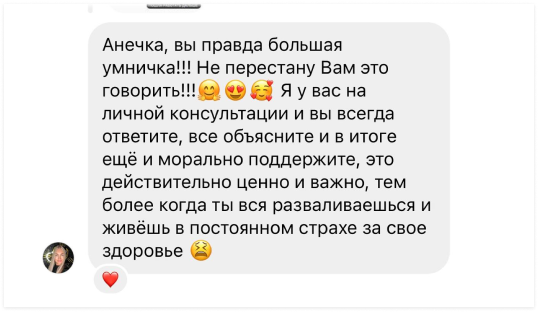 Анечка, вы правда большая
умничка!!! Не перестану Вам это
говорить!!!🤗😍🥰 Я у вас на
личной консультации и вы всегда
ответите, все объясните и в итоге
ещё и морально поддержите, это
действительно ценно и важно, тем
более когда ты вся разваливаешься и
живёшь в постоянном страхе за свое
здоровье 😫